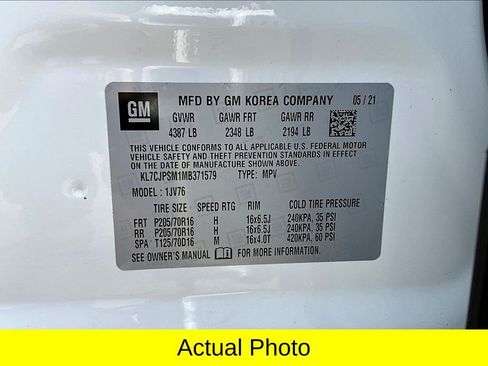 GM
MFD BY GM KOREA COMPANY 05 / 21
GVWR GAWR FRT GAWR RR
4387 LB 2348 LB 2194 LB
THIS VEHICLE CONFORMS TO ALL APPLICABLE U.S. FEDERAL MOTOR
VEHICLE SAFETY, BUMPER, AND THEFT PREVENTION STANDARDS IN
EFFECT ON THE DATE OF MANUFACTURE SHOWN ABOVE.
KL7CJPSM1MB371579 TYPE: MPV
MODEL: 1JV76
TIRE SIZE SPEED RTG RIM COLD TIRE PRESSURE
FRT P205/70R16 H 16x6.5J 240KPA, 35 PSI
RR P205/70R16 H 16x6.5J 240KPA, 35 PSI
SPA T125/70D16 M 16x4.0T 420KPA, 60 PSI
SEE OWNER'S MANUAL FOR MORE INFORMATION.
Actual Photo